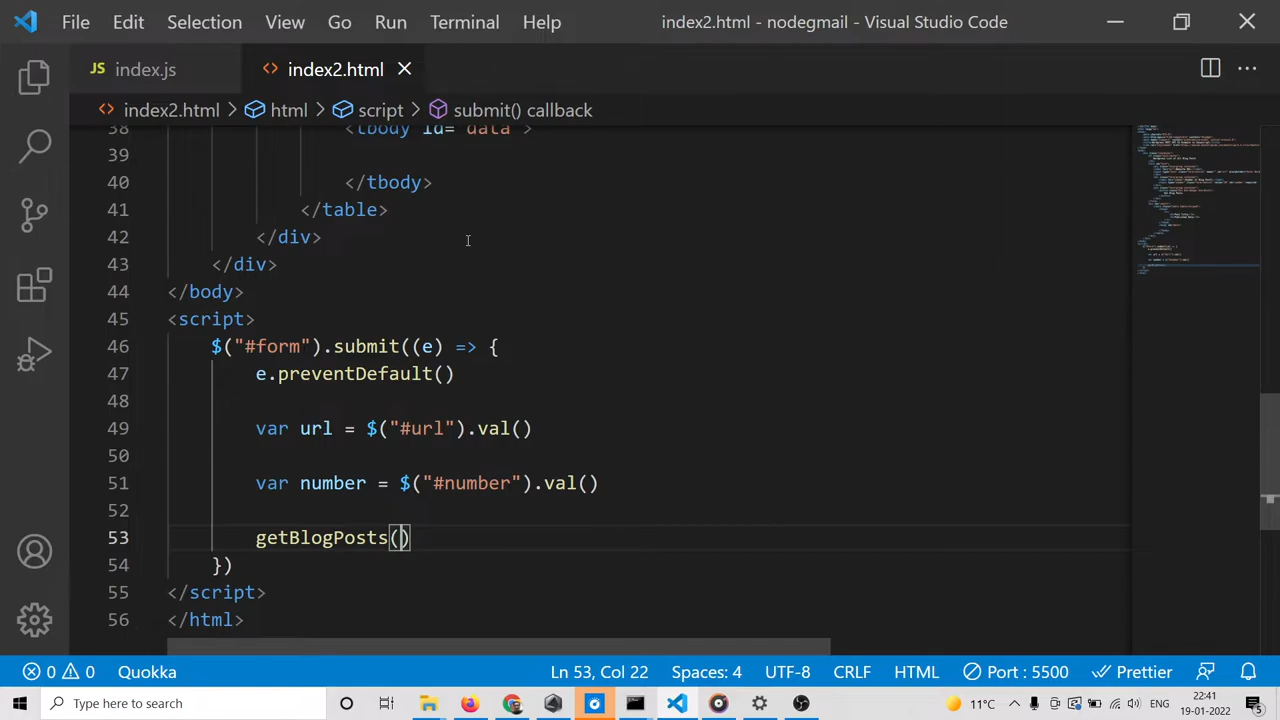 File Edit Selection View Go Run Terminal Help index2.html - nodegmail - Visual Studio Code
JS index.js <> index2.html
<> index2.html > html > script > submit() callback
38 <tbody id="data">
39
40 </tbody>
41 </table>
42 </div>
43 </div>
44 </body>
45 <script>
46 $("#form").submit((e) => {
47 e.preventDefault()
48
49 var url = $("#url").val()
50
51 var number = $("#number").val()
52
53 getBlogPosts()
54 })
55 </script>
56 </html>
0 0 Quokka Ln 53, Col 22 Spaces: 4 UTF-8 CRLF HTML Port : 5500 Prettier
Type here to search 11°C ENG 22:41
19-01-2022 5